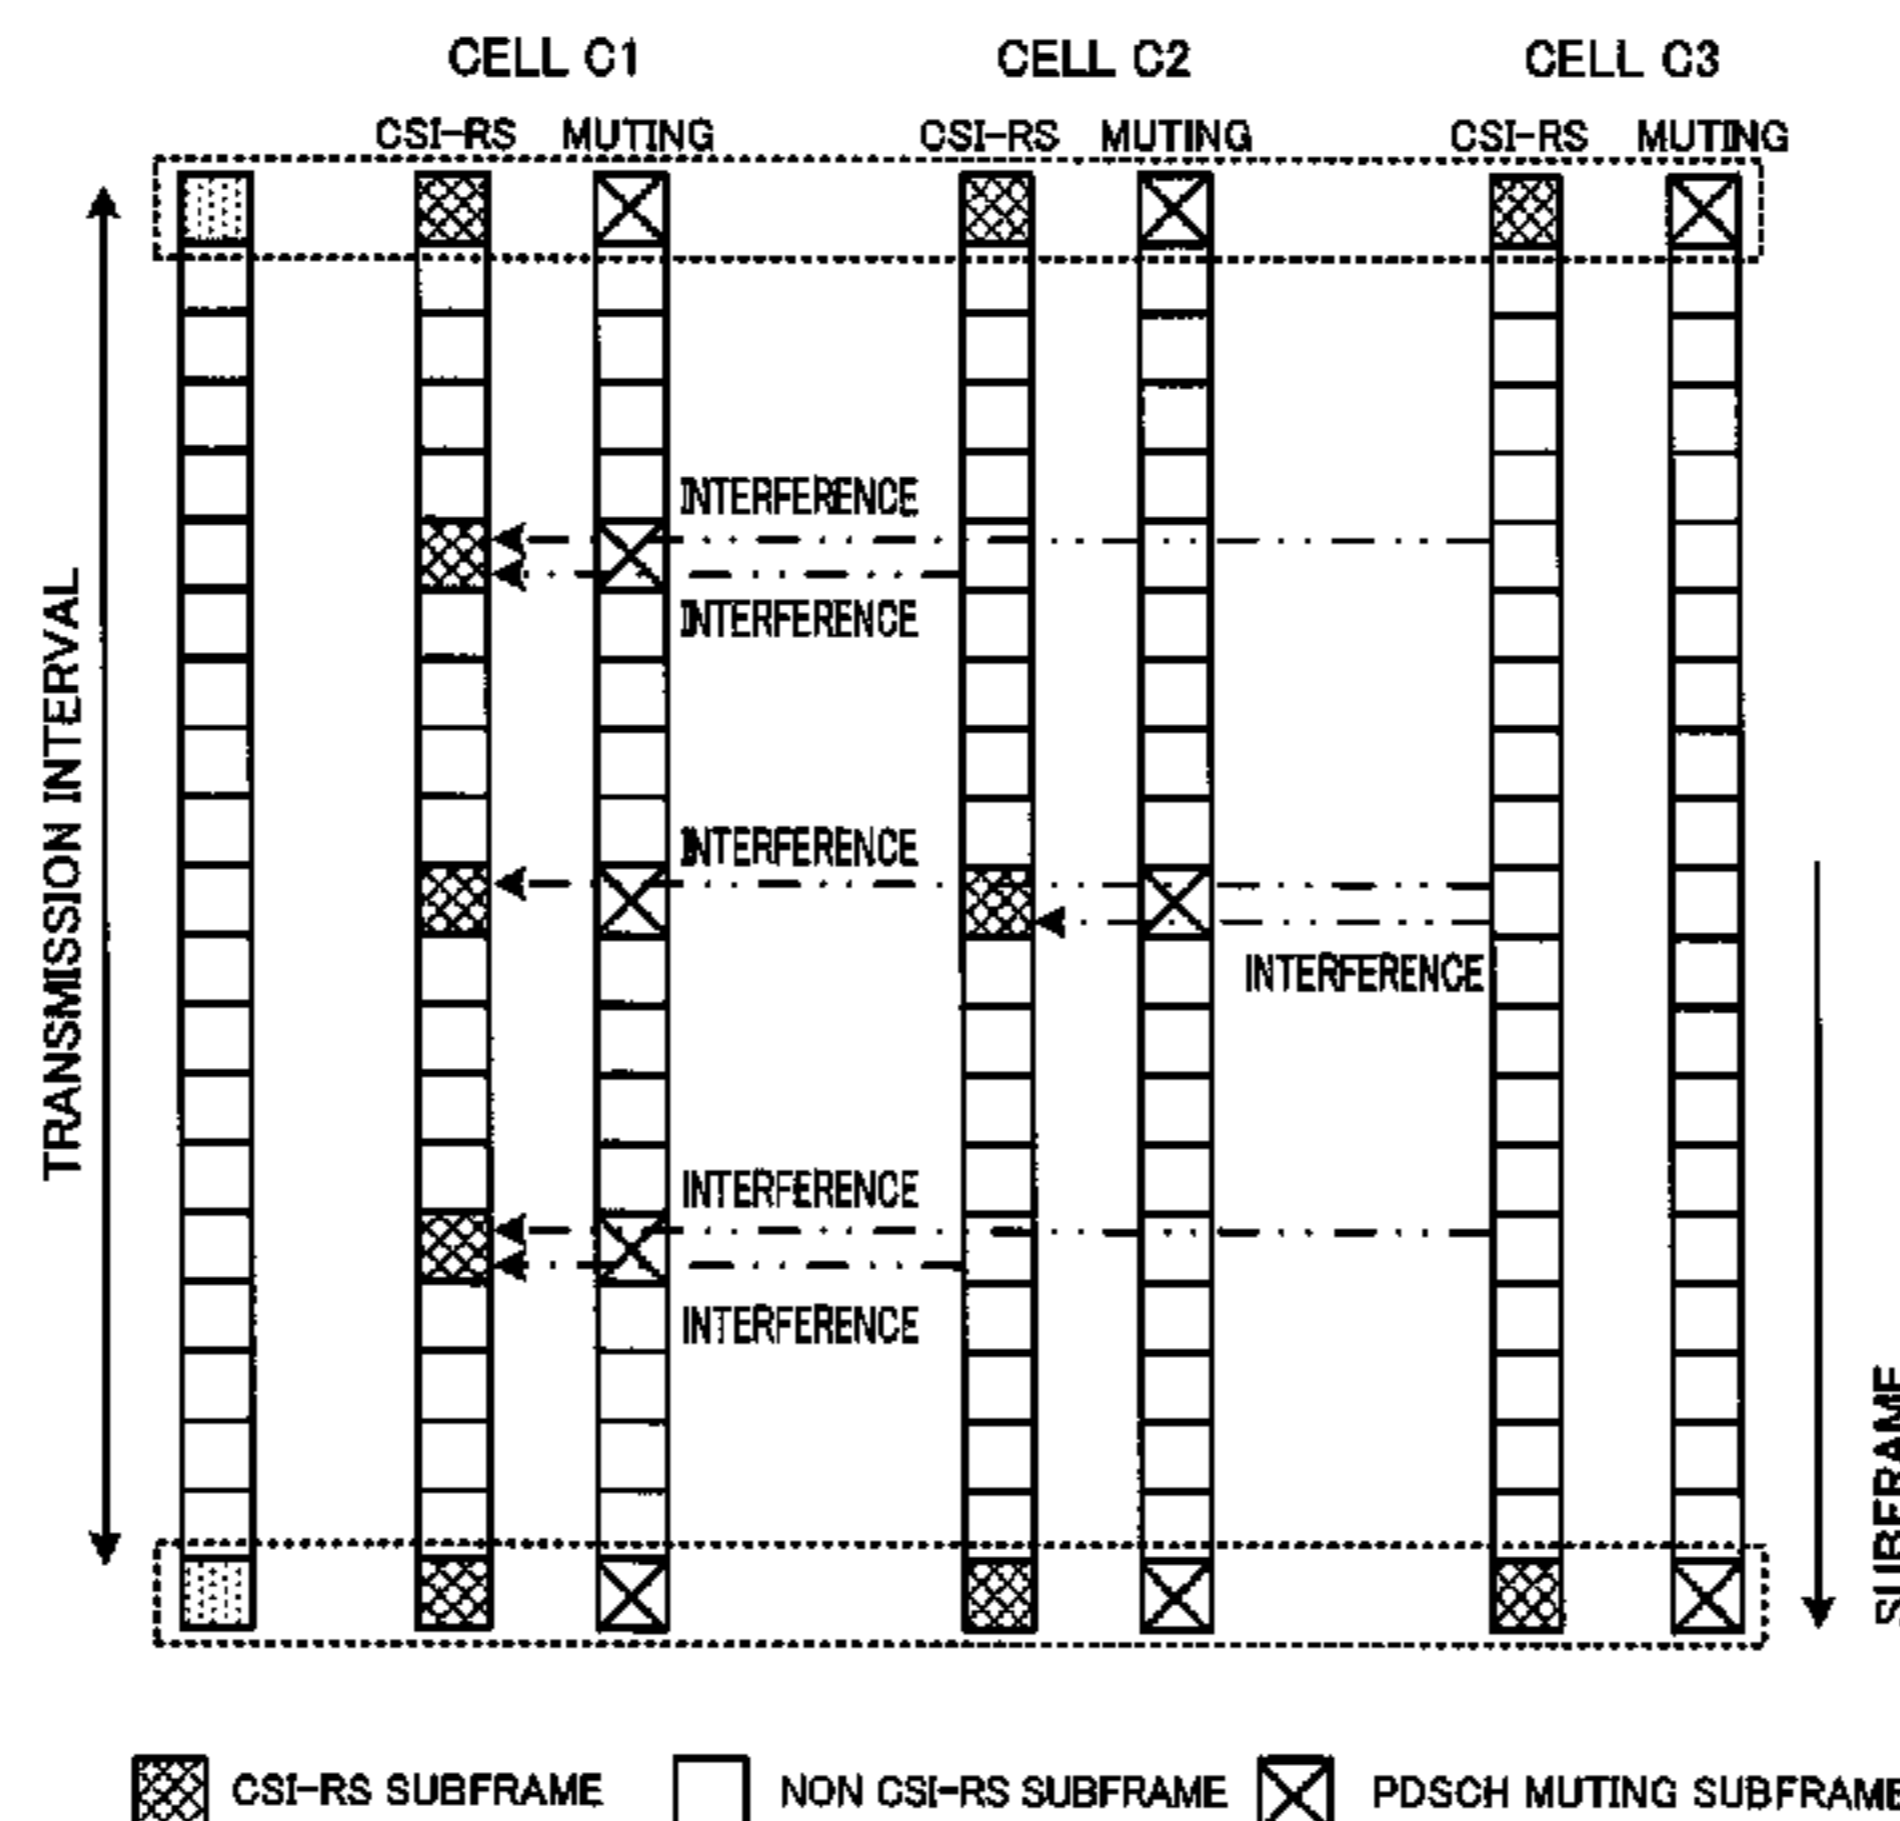 CELL C1
CELL C2
CELL C3
CSI-RS
MUTING
CSI-RS
MUTING
CSI-RS
MUTING
TRANSMISSION INTERVAL
INTERFERENCE
INTERFERENCE
INTERFERENCE
INTERFERENCE
INTERFERENCE
INTERFERENCE
SUBFRAME
CSI-RS SUBFRAME
NON CSI-RS SUBFRAME
PDSCH MUTING SUBFRAME